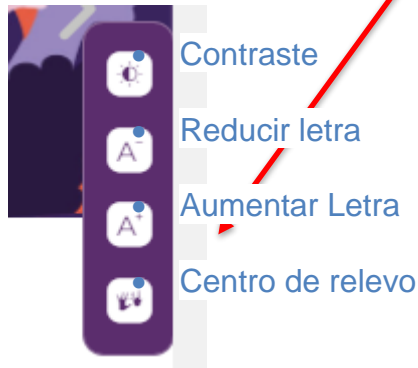 Contraste
A- Reducir letra
A+ Aumentar Letra
Centro de relevo